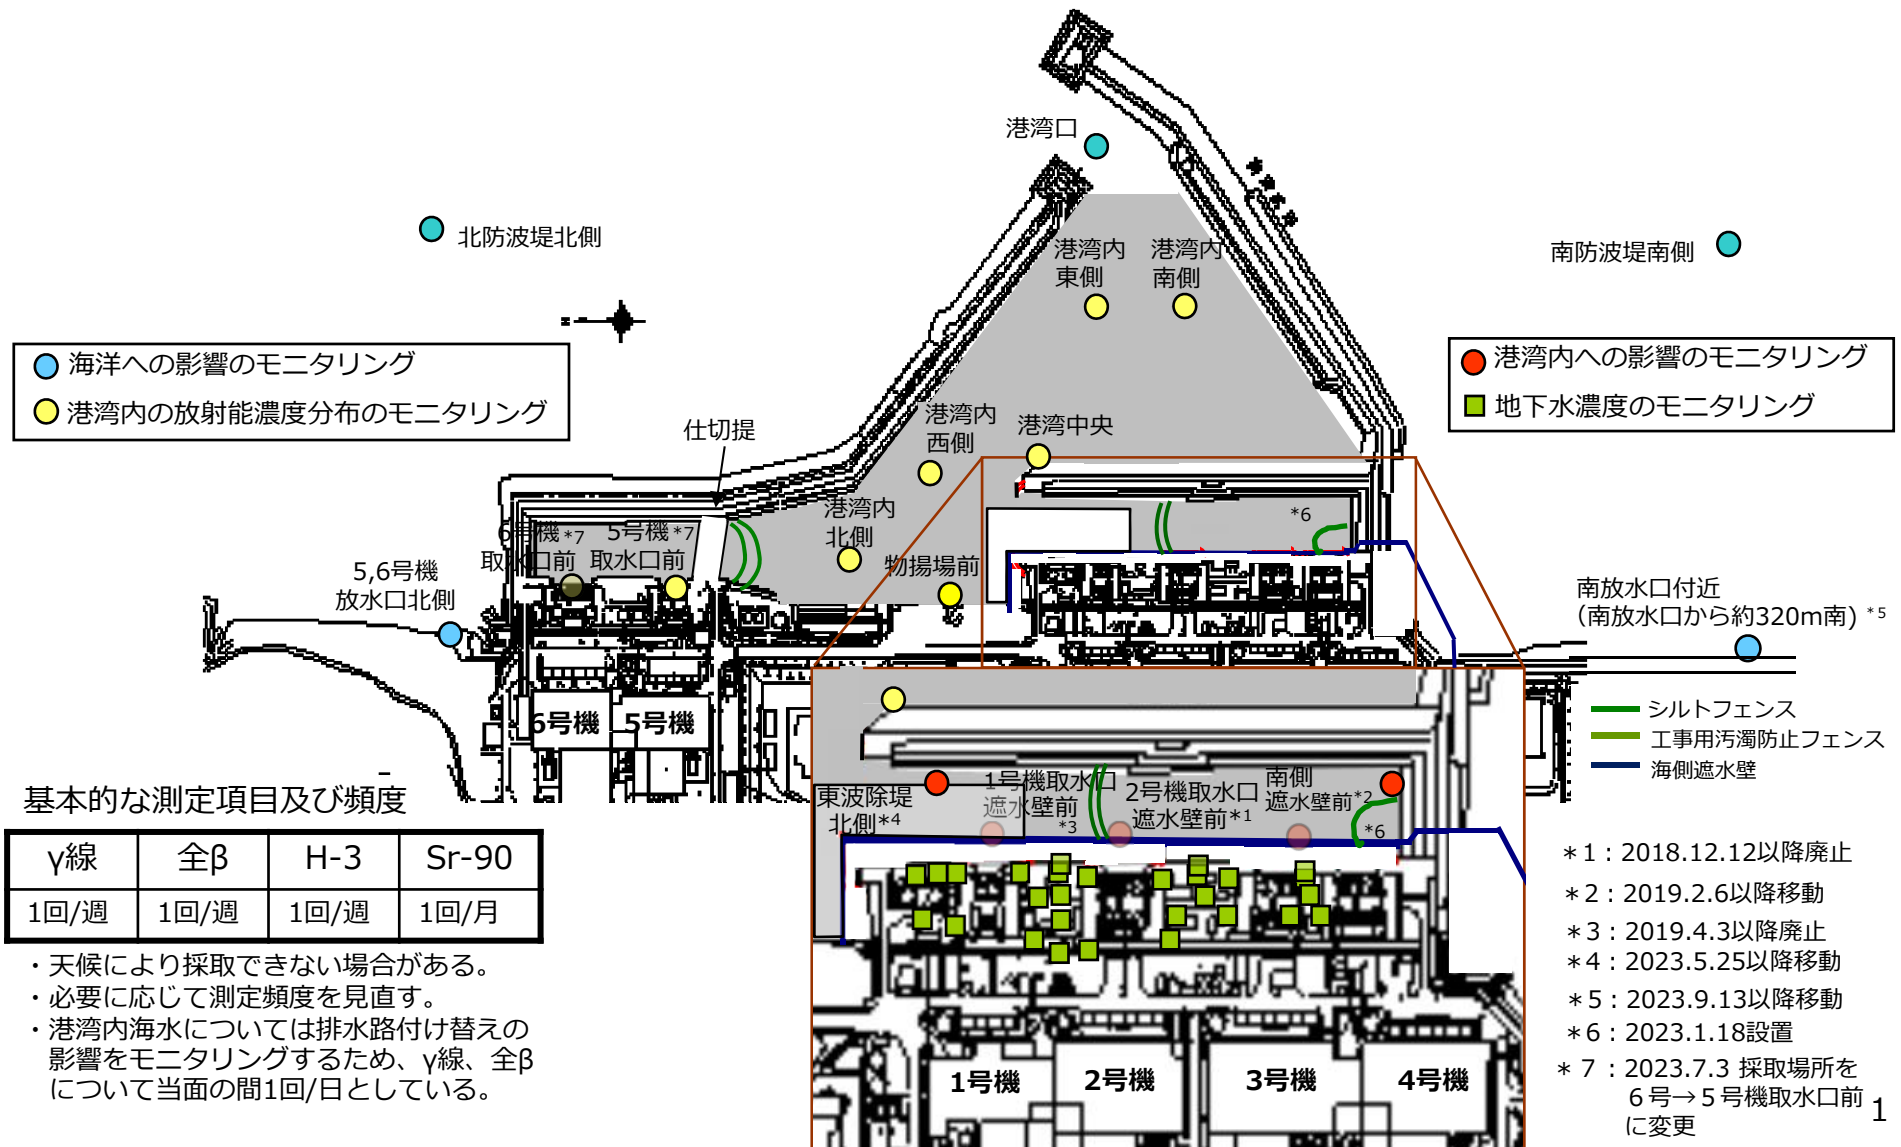 港湾口
北防波堤北側
南防波堤南側
港湾内
東側
港湾内
南側
海洋への影響のモニタリング
港湾内の放射能濃度分布のモニタリング
港湾内への影響のモニタリング
地下水濃度のモニタリング
仕切提
港湾内
西側
港湾中央
港湾内
北側
物揚場前
6号機*7
取水口前
5号機*7
取水口前
*6
5,6号機
放水口北側
南放水口付近
(南放水口から約320m南) *5
6号機
5号機
シルトフェンス
工事用汚濁防止フェンス
海側遮水壁
東波除堤
北側*4
1号機取水口
遮水壁前
*3
2号機取水口
遮水壁前*1
南側
遮水壁前*2
*6
1号機
2号機
3号機
4号機
基本的な測定項目及び頻度
γ線 全β H-3 Sr-90
1回/週 1回/週 1回/週 1回/月
・天候により採取できない場合がある。
・必要に応じて測定頻度を見直す。
・港湾内海水については排水路付け替えの
影響をモニタリングするため、γ線、全β
について当面の間1回/日としている。
＊1：2018.12.12以降廃止
＊2：2019.2.6以降移動
＊3：2019.4.3以降廃止
＊4：2023.5.25以降移動
＊5：2023.9.13以降移動
＊6：2023.1.18設置
＊７：2023.7.3 採取場所を
６号→５号機取水口前
に変更
1